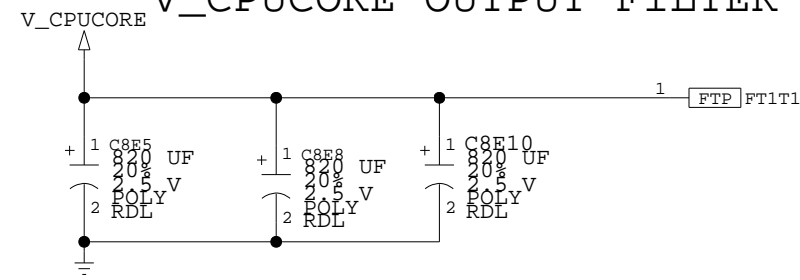 V_CPUCORE OUTPUT FILTER
V_CPUCORE
1 FTP FT1T1
+ 1 C8E5
820 UF
20%
2.5 V
POLY
2 RDL
+ 1 C8E8
820 UF
20%
2.5 V
POLY
2 RDL
+ 1 C8E10
820 UF
20%
2.5 V
POLY
2 RDL